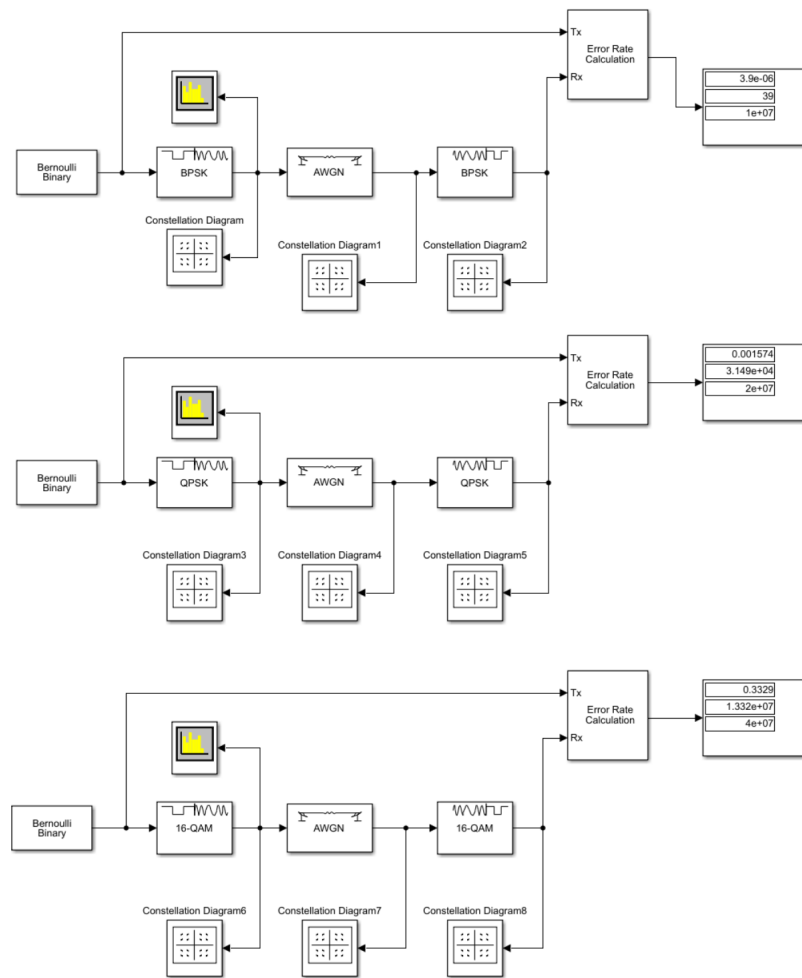 Tx
Error Rate
Calculation
Rx
3.9e-06
39
1e+07
Bernoulli
Binary
BPSK
AWGN
BPSK
Constellation Diagram
Constellation Diagram1
Constellation Diagram2
Tx
Error Rate
Calculation
Rx
0.001574
3.149e+04
2e+07
Bernoulli
Binary
QPSK
AWGN
QPSK
Constellation Diagram3
Constellation Diagram4
Constellation Diagram5
Tx
Error Rate
Calculation
Rx
0.3329
1.332e+07
4e+07
Bernoulli
Binary
16-QAM
AWGN
16-QAM
Constellation Diagram6
Constellation Diagram7
Constellation Diagram8